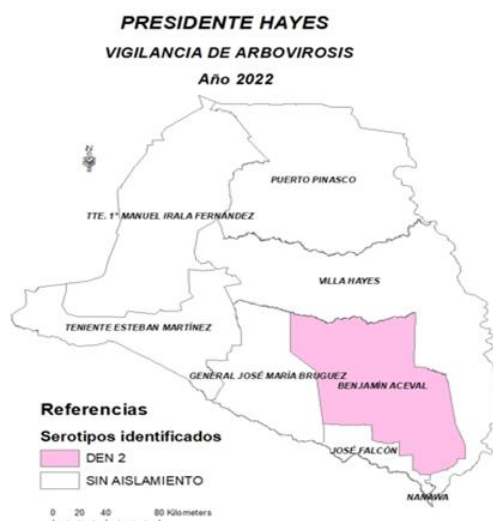 PRESIDENTE HAYES
VIGILANCIA DE ARBOVIROSIS
Año 2022
PUERTO PINASCO
TTE. 1° MANUEL IRALA FERNÁNDEZ
VILLA HAYES
TENIENTE ESTEBAN MARTÍNEZ
GENERAL JOSÉ MARÍA BRUGUEZ
BENJAMÍN ACEVAL
JOSÉ FALCÓN
NANAWA
Referencias
Serotipos identificados
DEN 2
SIN AISLAMIENTO
0 20 40 80 Kilometers